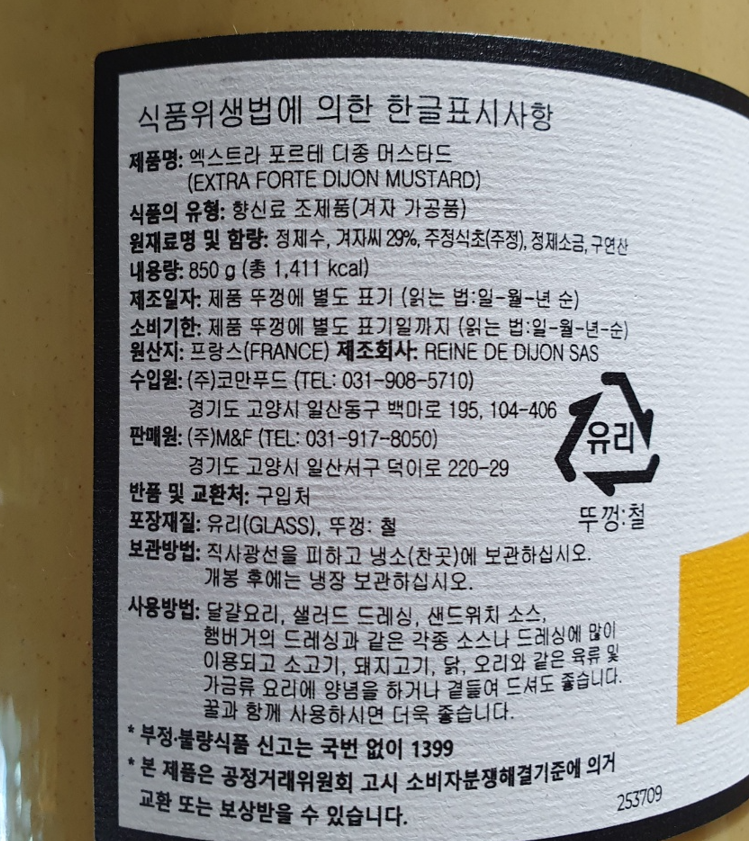 식품위생법에 의한 한글표시사항
제품명: 엑스트라 포르테 디종 머스타드
(EXTRA FORTE DIJON MUSTARD)
식품의 유형: 향신료 조제품(겨자 가공품)
원재료명 및 함량: 정제수, 겨자씨 29%, 주정식초(주정), 정제소금, 구연산
내용량: 850 g (총 1,411 kcal)
제조일자: 제품 뚜껑에 별도 표기 (읽는 법:일-월-년 순)
소비기한: 제품 뚜껑에 별도 표기일까지 (읽는 법:일-월-년-순)
원산지: 프랑스(FRANCE) 제조회사: REINE DE DIJON SAS
수입원: (주)코만푸드 (TEL: 031-908-5710)
경기도 고양시 일산동구 백마로 195, 104-406
판매원: (주)M&F (TEL: 031-917-8050)
경기도 고양시 일산서구 덕이로 220-29
유리
뚜껑:철
반품 및 교환처: 구입처
포장재질: 유리(GLASS), 뚜껑: 철
보관방법: 직사광선을 피하고 냉소(찬곳)에 보관하십시오.
개봉 후에는 냉장 보관하십시오.
사용방법: 달걀요리, 샐러드 드레싱, 샌드위치 소스,
햄버거의 드레싱과 같은 각종 소스나 드레싱에 많이
이용되고 소고기, 돼지고기, 닭, 오리와 같은 육류 및
가금류 요리에 양념을 하거나 곁들여 드셔도 좋습니다.
꿀과 함께 사용하시면 더욱 좋습니다.
* 부정·불량식품 신고는 국번 없이 1399
* 본 제품은 공정거래위원회 고시 소비자분쟁해결기준에 의거
교환 또는 보상받을 수 있습니다.
253709